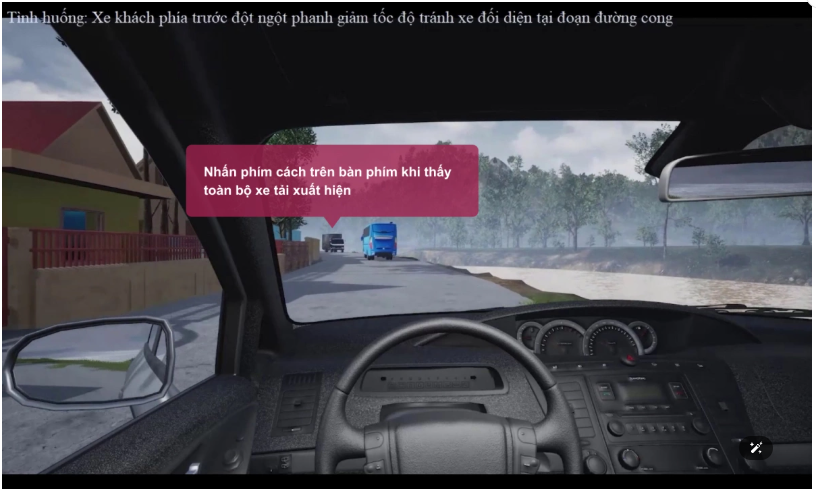 Tình huống: Xe khách phía trước đột ngột phanh giảm tốc độ tránh xe đối diện tại đoạn đường cong
Nhấn phím cách trên bàn phím khi thấy
toàn bộ xe tải xuất hiện